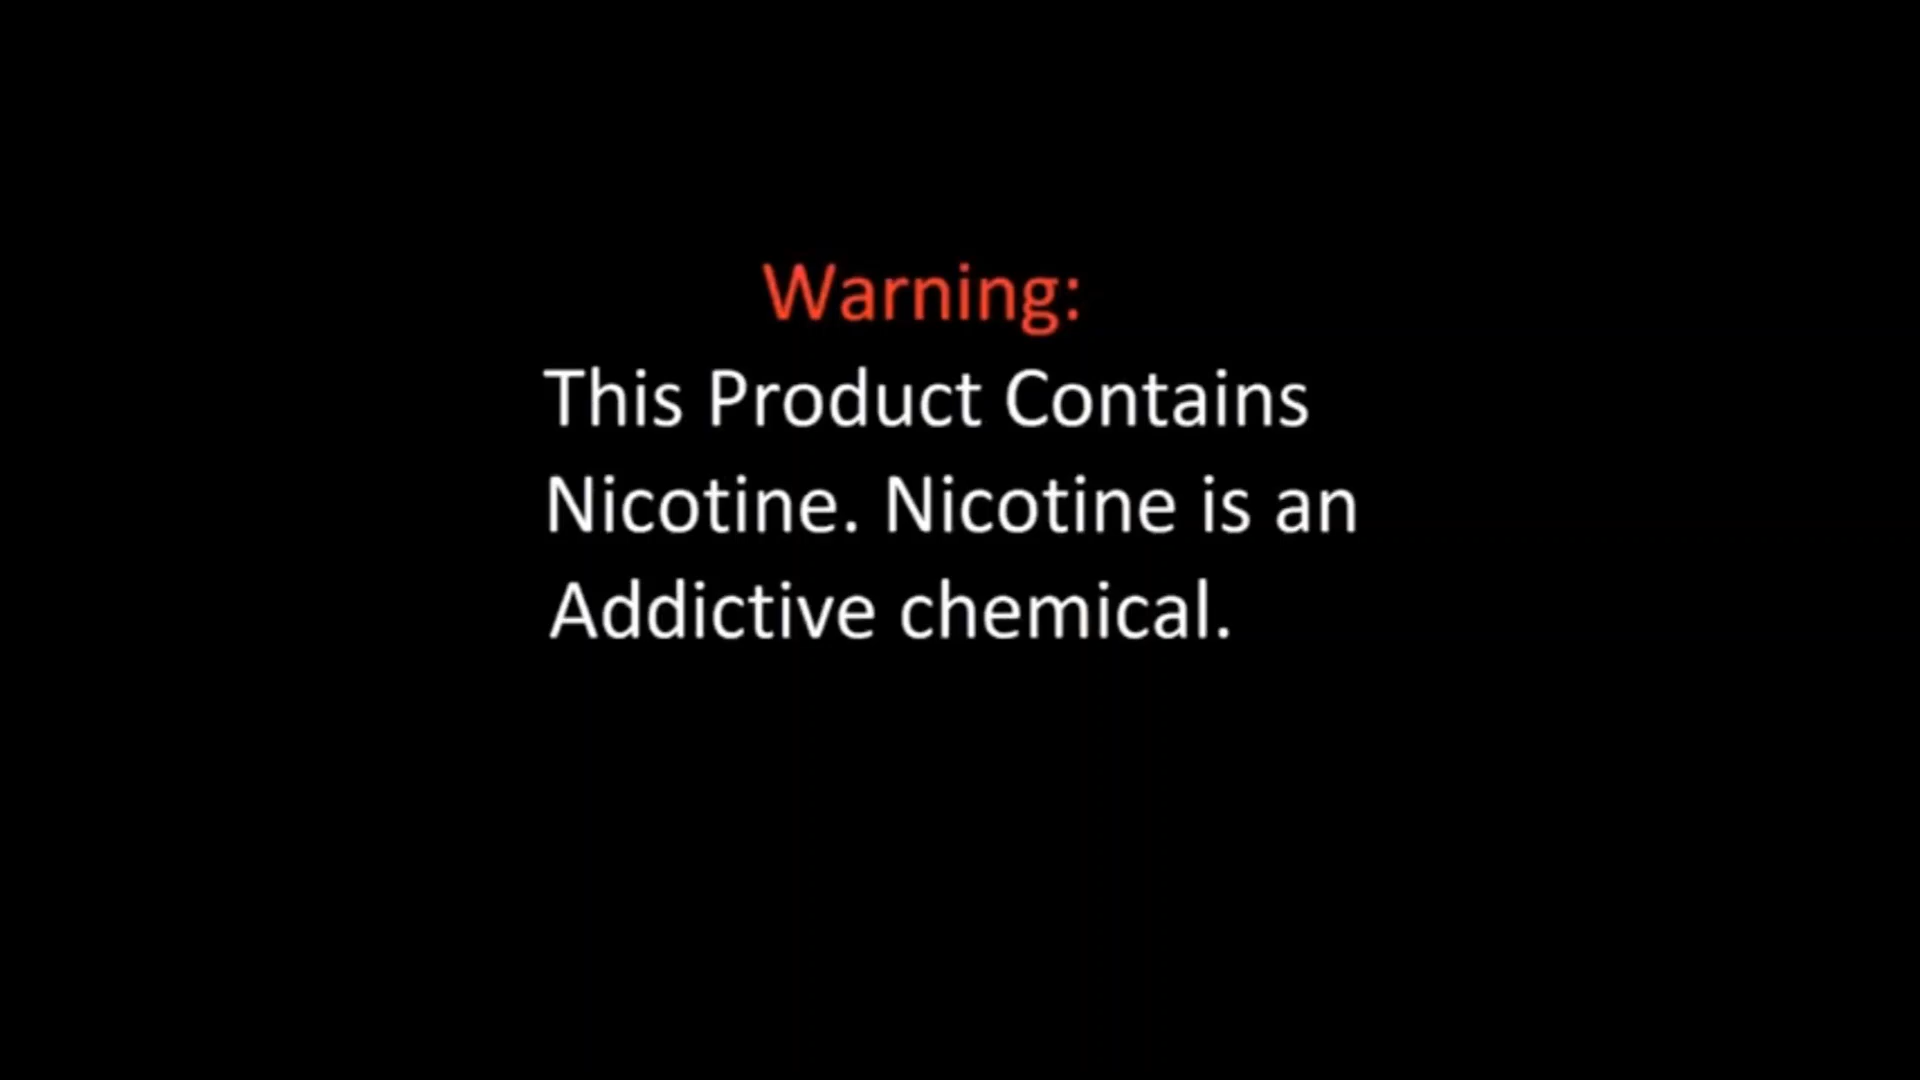 Warning:
This Product Contains
Nicotine. Nicotine is an
Addictive chemical.